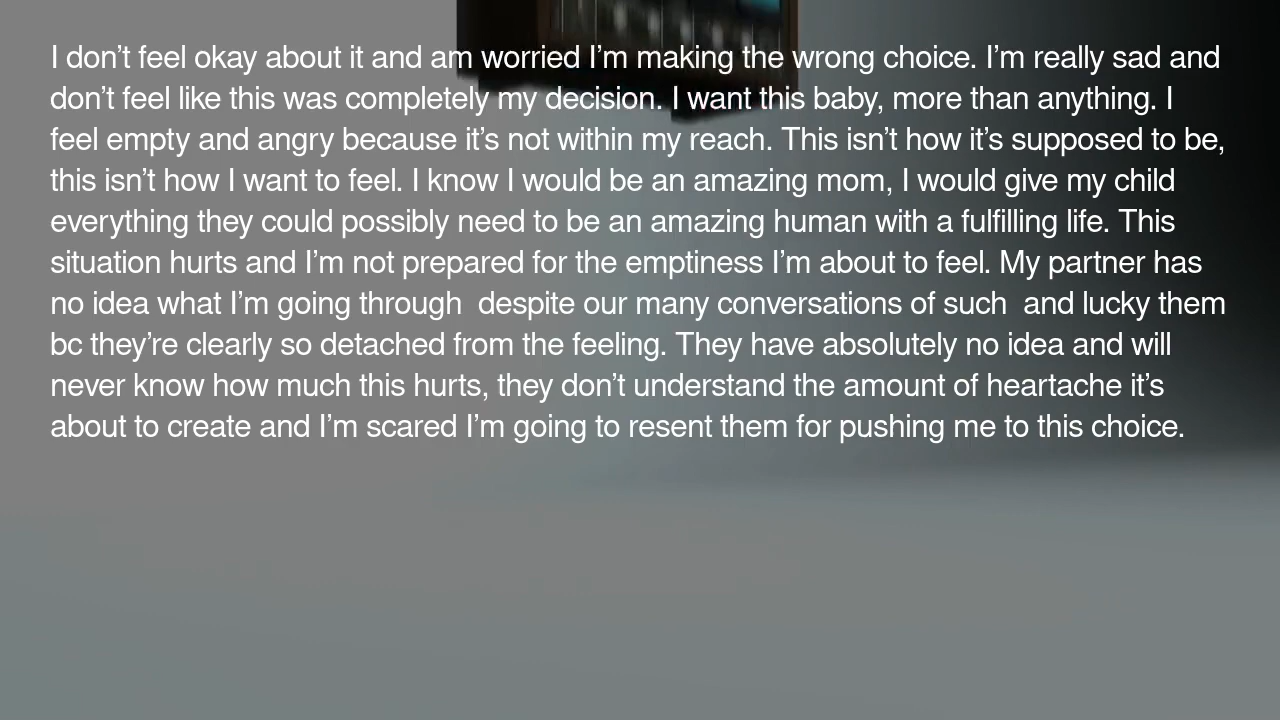 I don’t feel okay about it and am worried I’m making the wrong choice. I’m really sad and
don’t feel like this was completely my decision. I want this baby, more than anything. I
feel empty and angry because it’s not within my reach. This isn’t how it’s supposed to be,
this isn’t how I want to feel. I know I would be an amazing mom, I would give my child
everything they could possibly need to be an amazing human with a fulfilling life. This
situation hurts and I’m not prepared for the emptiness I’m about to feel. My partner has
no idea what I’m going through  despite our many conversations of such  and lucky them
bc they’re clearly so detached from the feeling. They have absolutely no idea and will
never know how much this hurts, they don’t understand the amount of heartache it’s
about to create and I’m scared I’m going to resent them for pushing me to this choice.